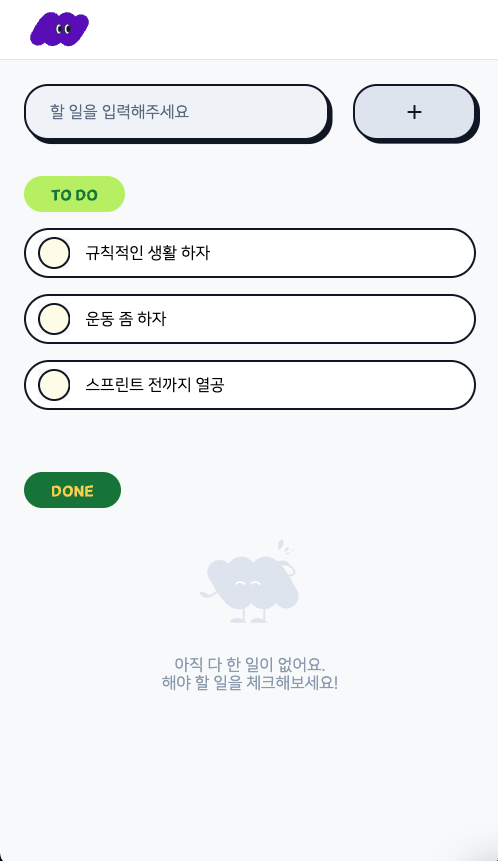 할 일을 입력해주세요
+
TO DO
규칙적인 생활 하자
운동 좀 하자
스프린트 전까지 열공
DONE
아직 다 한 일이 없어요.
해야 할 일을 체크해보세요!